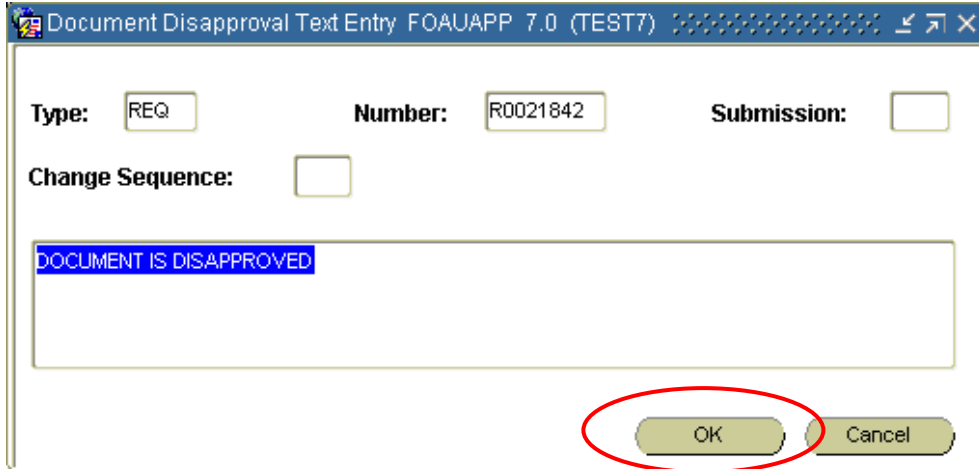 Document Disapproval Text Entry FOAUAPP 7.0 (TEST7)
Type: REQ Number: R0021842 Submission:
Change Sequence:
DOCUMENT IS DISAPPROVED
OK Cancel